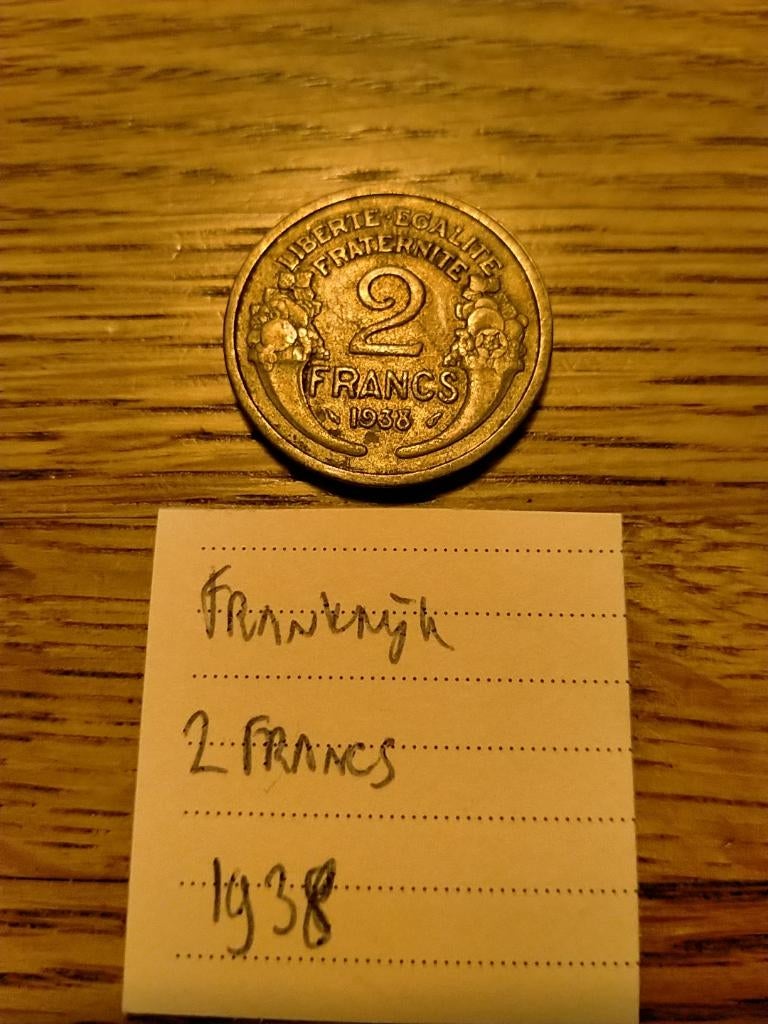 LIBERTE·EGALITE
FRATERNITE
2
FRANCS
1938
FRANKRIJK
2 FRANCS
1938